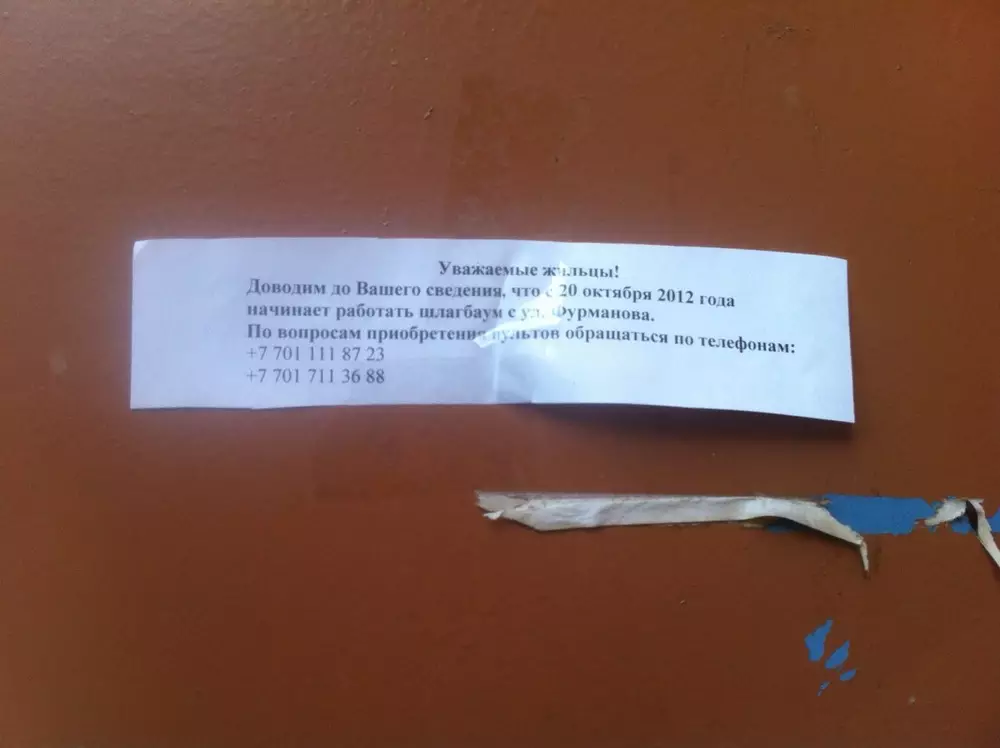 Уважаемые жильцы!
Доводим до Вашего сведения, что с 20 октября 2012 года
начинает работать шлагбаум с ул. Фурманова.
По вопросам приобретения пультов обращаться по телефонам:
+7 701 111 87 23
+7 701 711 36 88